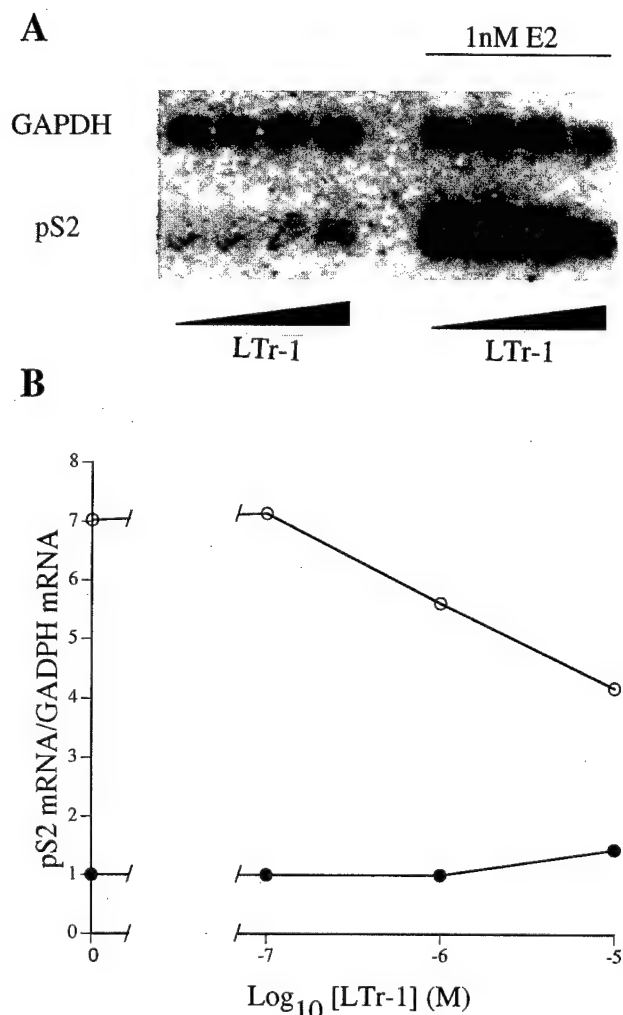 A
1nM E2
GAPDH
pS2
LTr-1 LTr-1
B
pS2 mRNA/GADPH mRNA
8
7
6
5
4
3
2
1
0
0 -7 -6 -5
Log10 [LTr-1] (M)